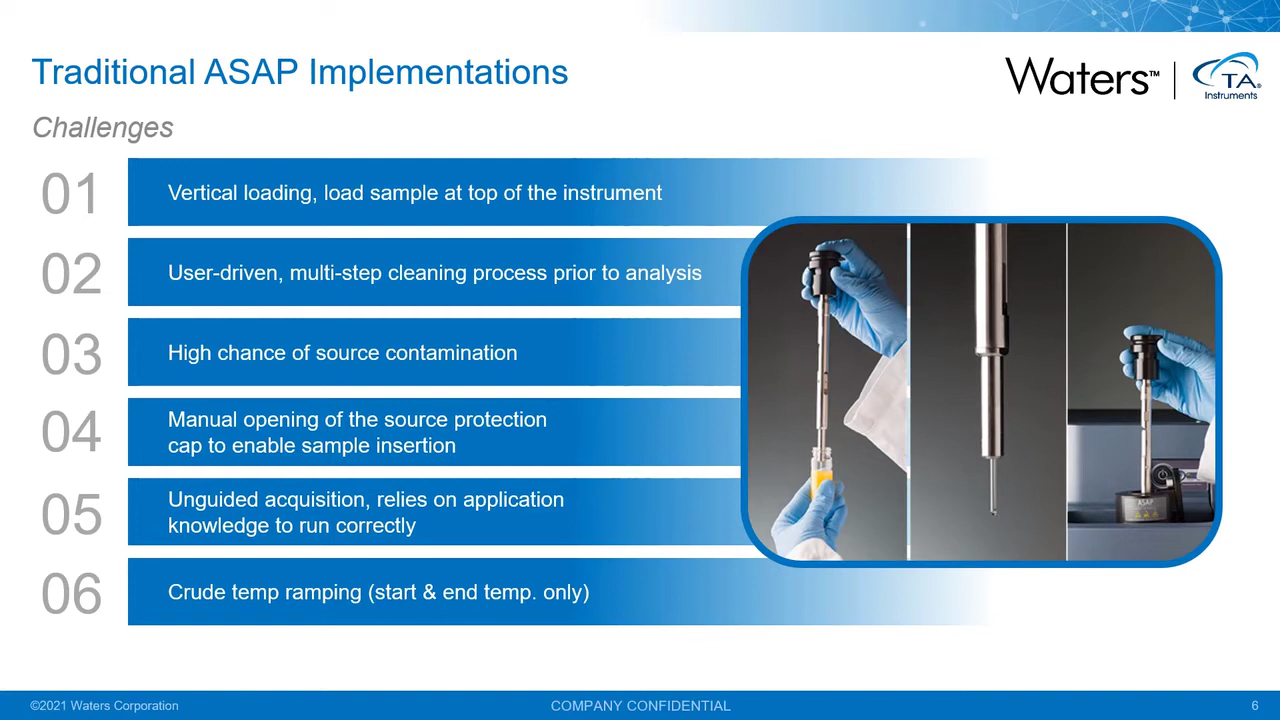 Traditional ASAP Implementations
Waters™
TA
Instruments
Challenges
01
Vertical loading, load sample at top of the instrument
02
User-driven, multi-step cleaning process prior to analysis
03
High chance of source contamination
04
Manual opening of the source protection
cap to enable sample insertion
05
Unguided acquisition, relies on application
knowledge to run correctly
06
Crude temp ramping (start & end temp. only)
ASAP
©2021 Waters Corporation
COMPANY CONFIDENTIAL
6